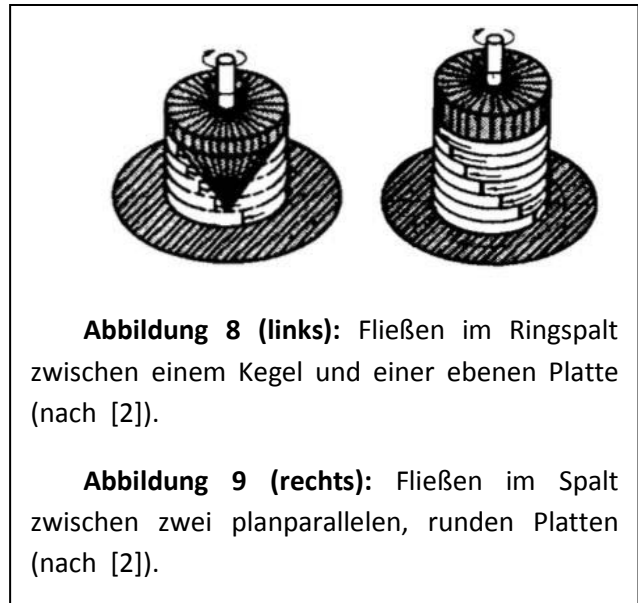 Abbildung 8 (links): Fließen im Ringspalt
zwischen einem Kegel und einer ebenen Platte
(nach [2]).
Abbildung 9 (rechts): Fließen im Spalt
zwischen zwei planparallelen, runden Platten
(nach [2]).